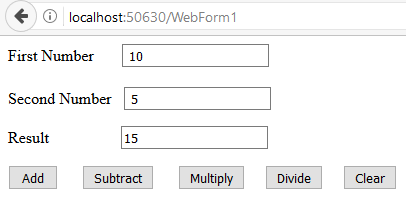 localhost:50630/WebForm1
First Number 10
Second Number 5
Result 15
Add Subtract Multiply Divide Clear